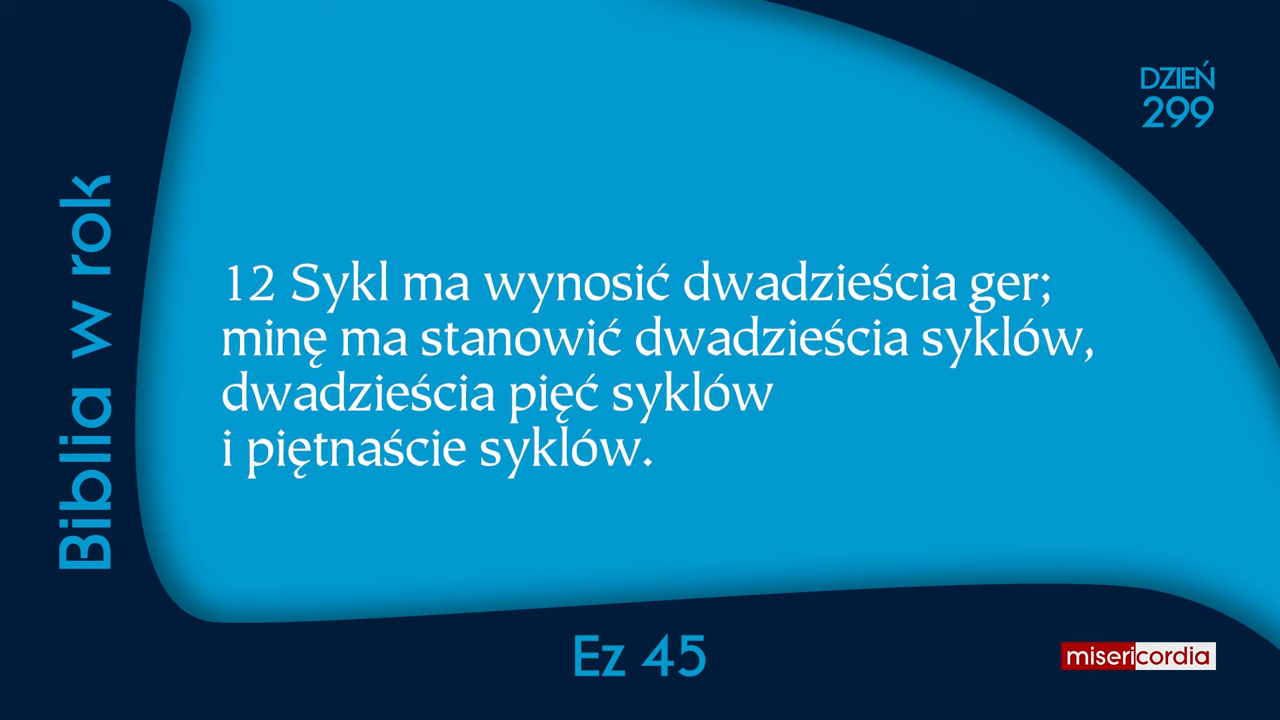 DZIEŃ
299
Biblia w rok
12 Sykl ma wynosić dwadzieścia ger;
minę ma stanowić dwadzieścia syklów,
dwadzieścia pięć syklów
i piętnaście syklów.
Ez 45
misericordia